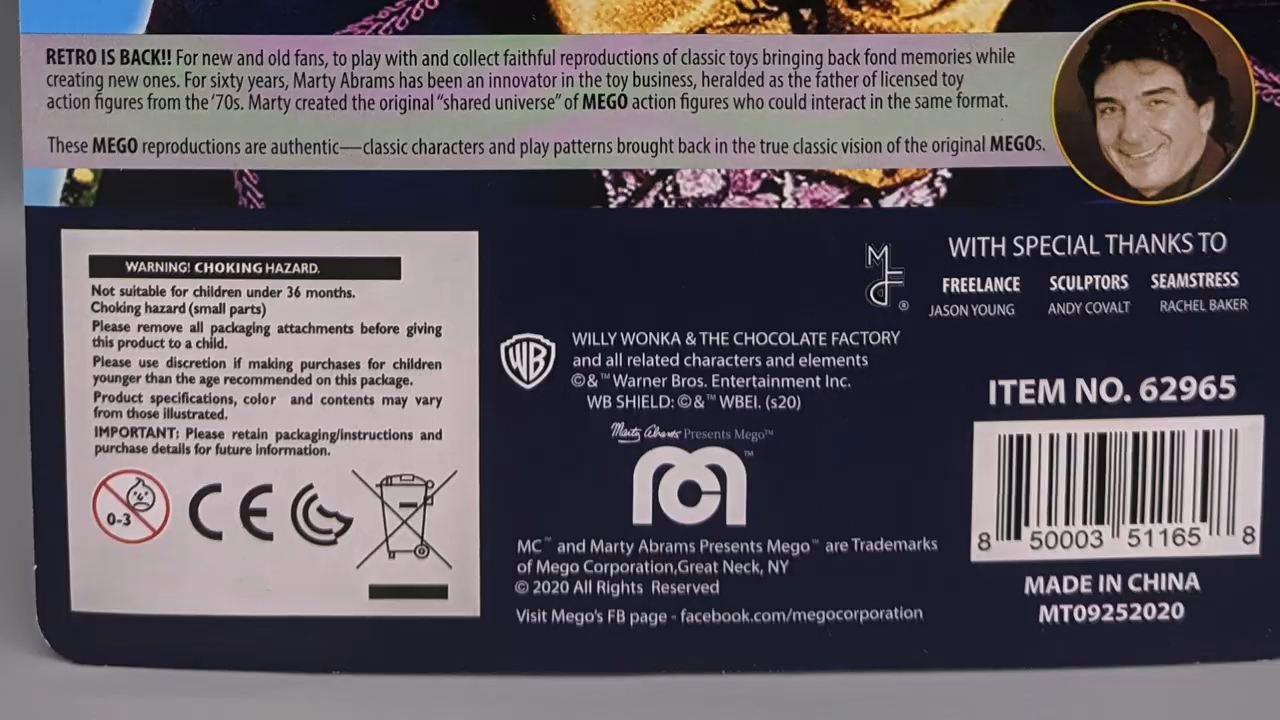 RETRO IS BACK!! For new and old fans, to play with and collect faithful reproductions of classic toys bringing back fond memories while
creating new ones. For sixty years, Marty Abrams has been an innovator in the toy business, heralded as the father of licensed toy
action figures from the '70s. Marty created the original "shared universe" of MEGO action figures who could interact in the same format.
These MEGO reproductions are authentic—classic characters and play patterns brought back in the true classic vision of the original MEGOs.
WARNING! CHOKING HAZARD.
Not suitable for children under 36 months.
Choking hazard (small parts)
Please remove all packaging attachments before giving
this product to a child.
Please use discretion if making purchases for children
younger than the age recommended on this package.
Product specifications, color and contents may vary
from those illustrated.
IMPORTANT: Please retain packaging/instructions and
purchase details for future information.
0-3
CE
WB
WILLY WONKA & THE CHOCOLATE FACTORY
and all related characters and elements
©&™ Warner Bros. Entertainment Inc.
WB SHIELD: ©&™ WBEI. (s20)
Marty Abrams Presents Mego™
™
MC™ and Marty Abrams Presents Mego™ are Trademarks
of Mego Corporation,Great Neck, NY
© 2020 All Rights Reserved
Visit Mego's FB page - facebook.com/megocorporation
®
WITH SPECIAL THANKS TO
FREELANCE SCULPTORS SEAMSTRESS
JASON YOUNG ANDY COVALT RACHEL BAKER
ITEM NO. 62965
8 50003 51165 8
MADE IN CHINA
MT09252020